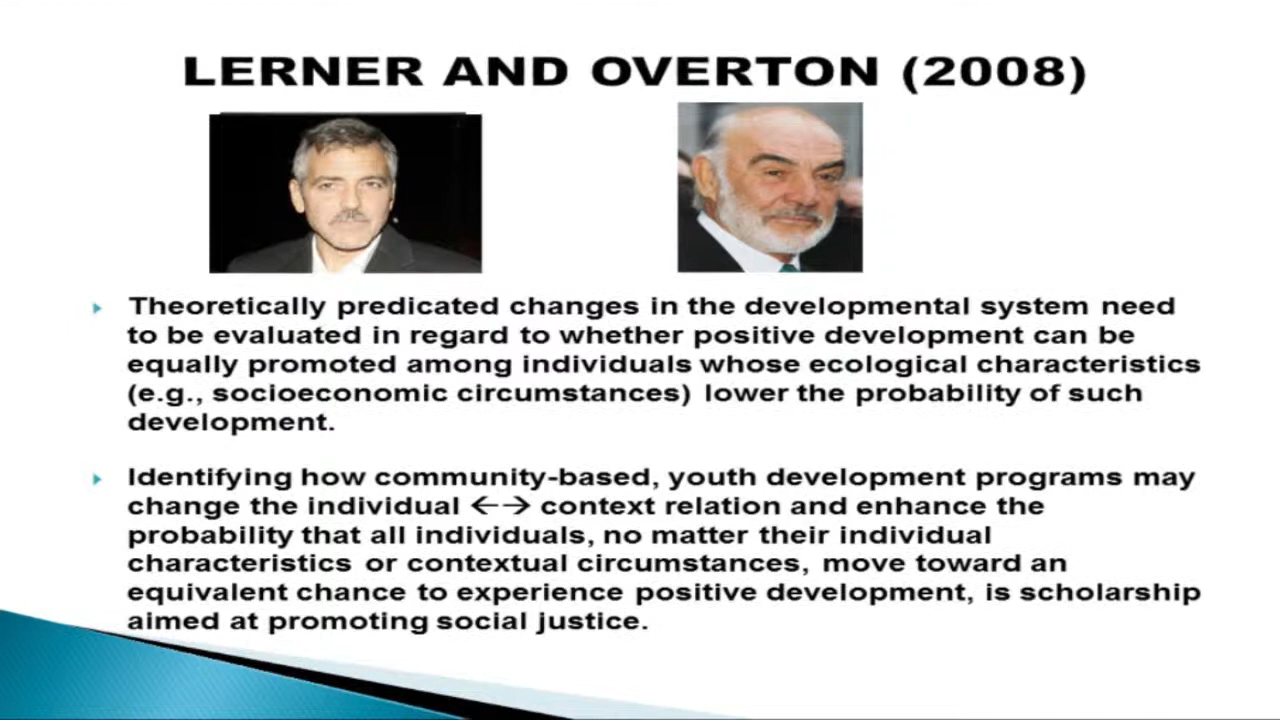 LERNER AND OVERTON (2008)
Theoretically predicated changes in the developmental system need
to be evaluated in regard to whether positive development can be
equally promoted among individuals whose ecological characteristics
(e.g., socioeconomic circumstances) lower the probability of such
development.
Identifying how community-based, youth development programs may
change the individual ←→ context relation and enhance the
probability that all individuals, no matter their individual
characteristics or contextual circumstances, move toward an
equivalent chance to experience positive development, is scholarship
aimed at promoting social justice.